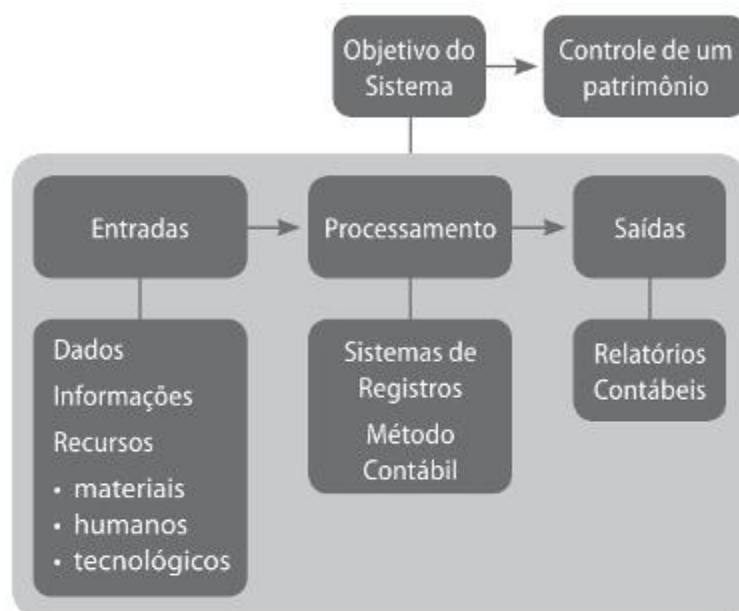 Objetivo do
Sistema
Controle de um
patrimônio
Entradas
Processamento
Saídas
Dados
Informações
Recursos
• materiais
• humanos
• tecnológicos
Sistemas de
Registros
Método
Contábil
Relatórios
Contábeis